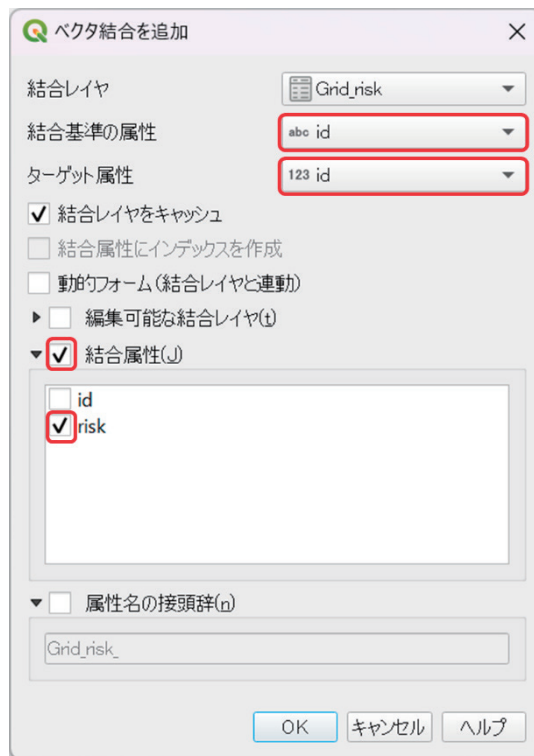 ベクタ結合を追加
結合レイヤ Grid_risk
結合基準の属性 abc id
ターゲット属性 123 id
結合レイヤをキャッシュ
結合属性にインデックスを作成
動的フォーム(結合レイヤと連動)
編集可能な結合レイヤ(t)
結合属性(J)
id
risk
属性名の接頭辞(n)
Grid_risk_
OK キャンセル ヘルプ